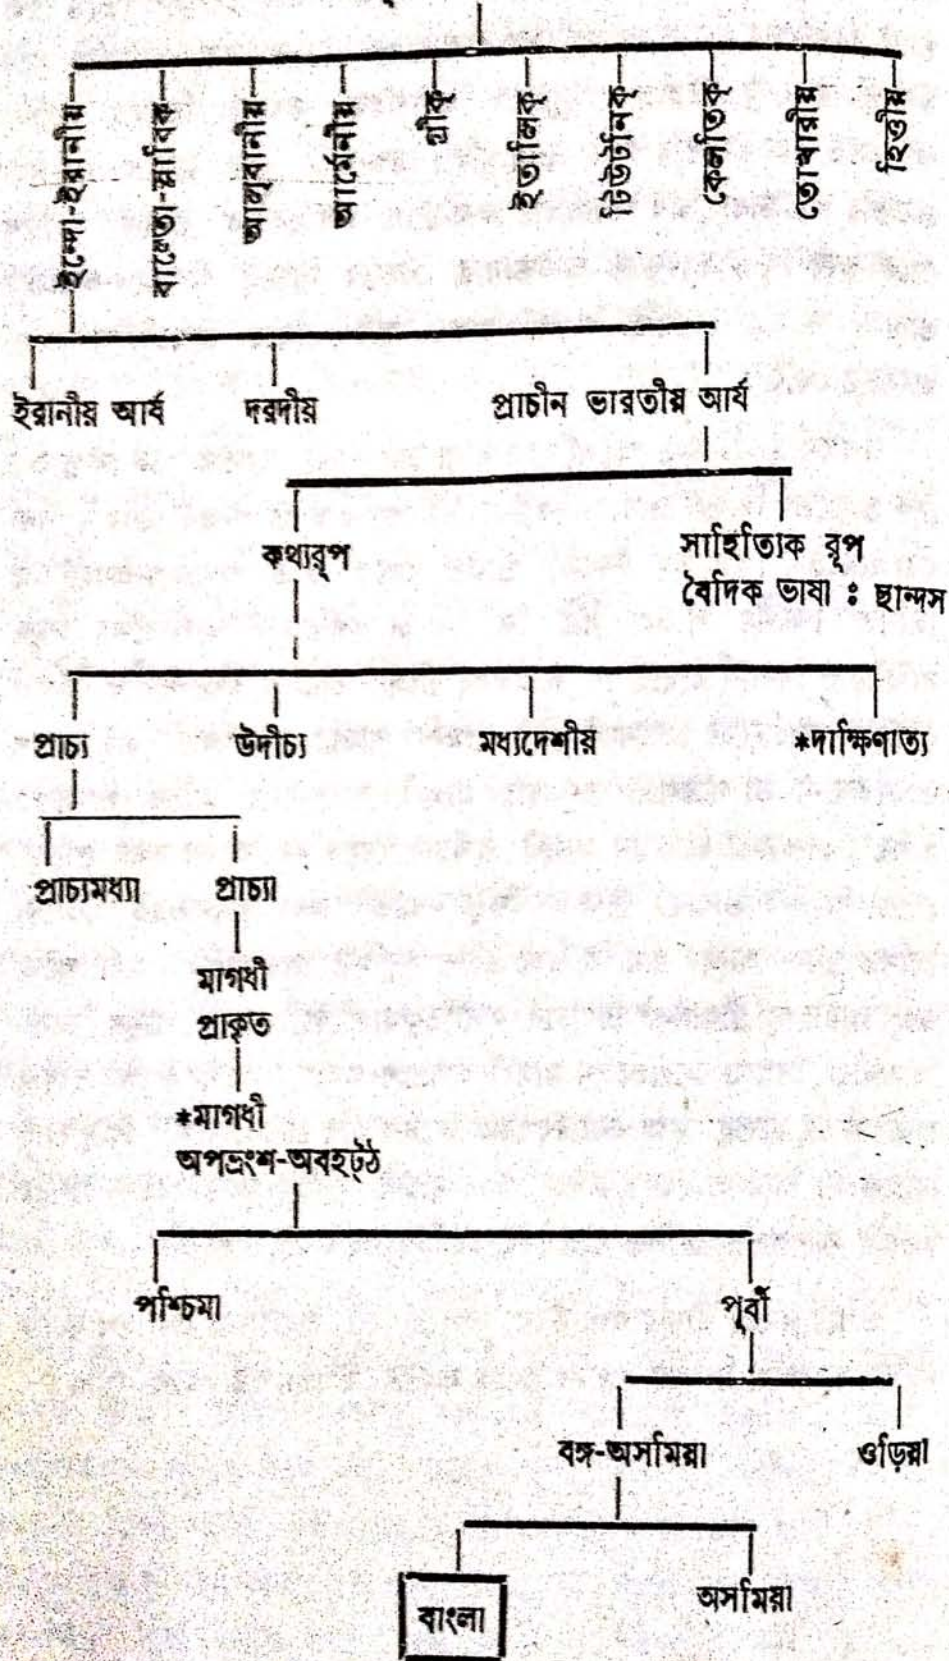 ইন্দো-ইরানীয়
বাল্তো-স্লাবিক
আল্বানীয়
আর্মেনীয়
গ্রীক্
ইতালিক্
টিউটনিক্
কেলতিক্
তোখারীয়
হিত্তীয়
ইরানীয় আর্য
দরদীয়
প্রাচীন ভারতীয় আর্য
কথ্যরূপ
সাহিত্যিক রূপ
বৈদিক ভাষা : ছান্দস
প্রাচ্য
উদীচ্য
মধ্যদেশীয়
*দাক্ষিণাত্য
প্রাচ্যমধ্যা
প্রাচ্যা
মাগধী
প্রাকৃত
*মাগধী
অপভ্রংশ-অবহট্ঠ
পশ্চিমা
পূর্বী
বঙ্গ-অসমিয়া
ওড়িয়া
বাংলা
অসমিয়া